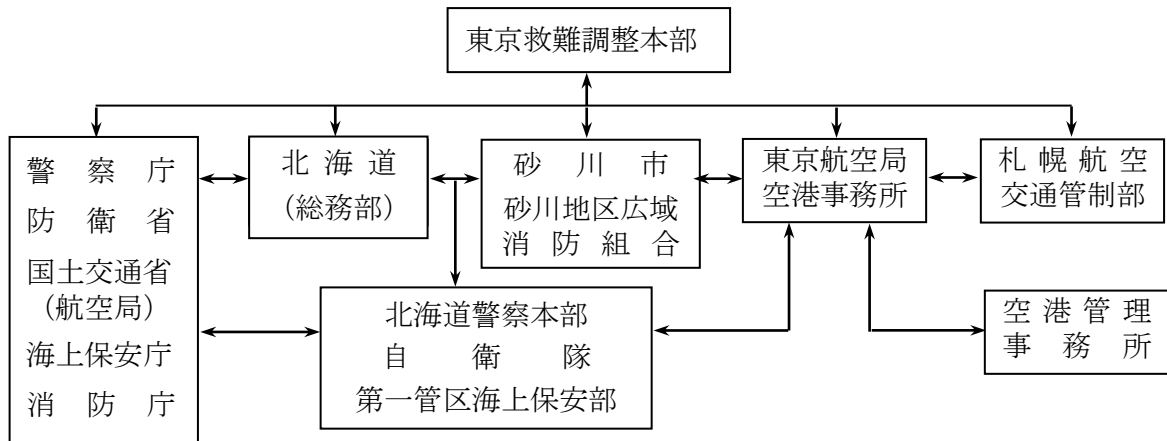 東京救難調整本部
警察庁
防衛省
国土交通省
（航空局）
海上保安庁
消防庁
北海道
（総務部）
砂川市
砂川地区広域
消防組合
東京航空局
空港事務所
札幌航空
交通管制部
北海道警察本部
自衛隊
第一管区海上保安部
空港管理
事務所